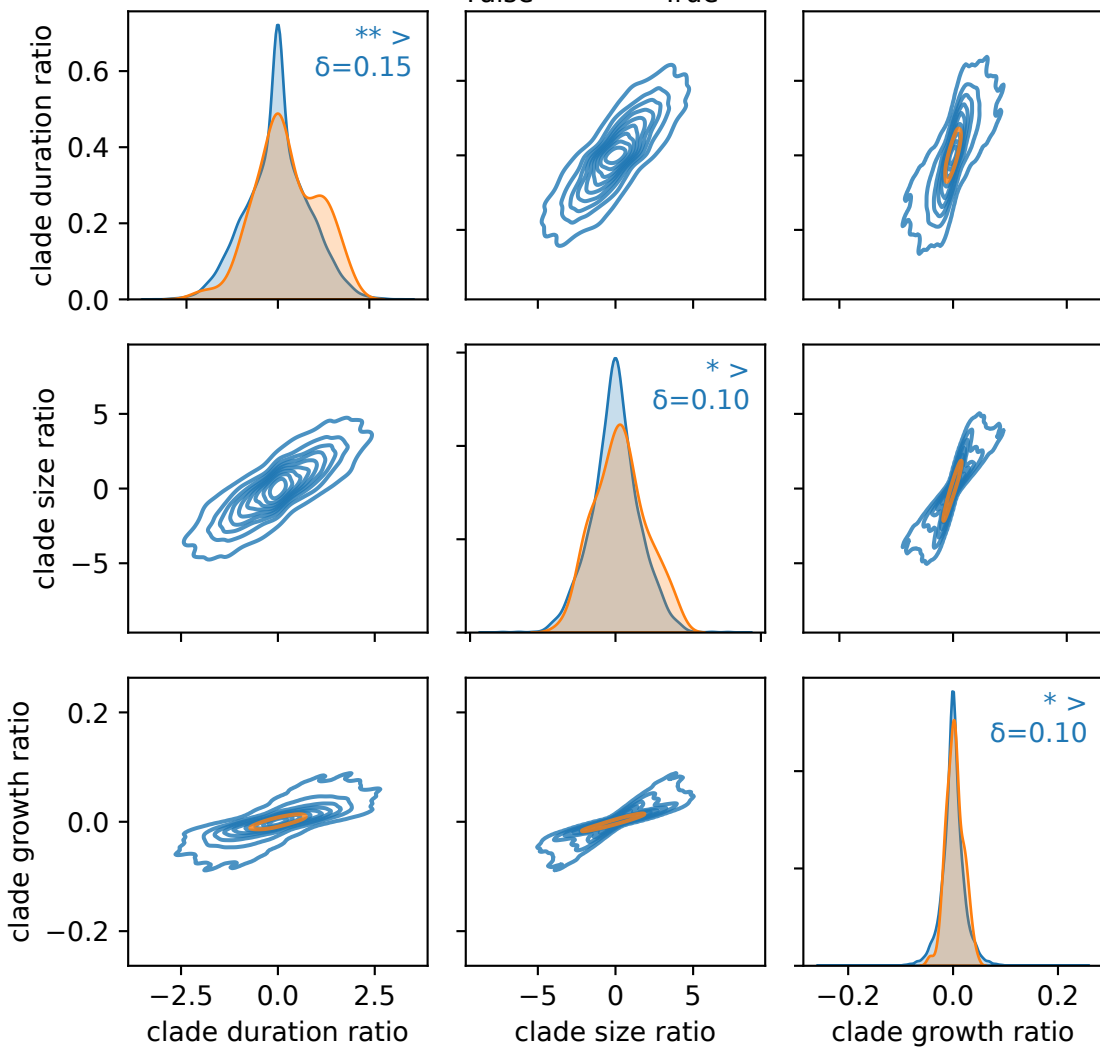 ** >
δ=0.15
clade duration ratio
0.6
0.4
0.2
0.0
* >
δ=0.10
clade size ratio
5
0
−5
* >
δ=0.10
clade growth ratio
0.2
0.0
−0.2
−2.5 0.0 2.5
−5 0 5
−0.2 0.0 0.2
clade duration ratio
clade size ratio
clade growth ratio